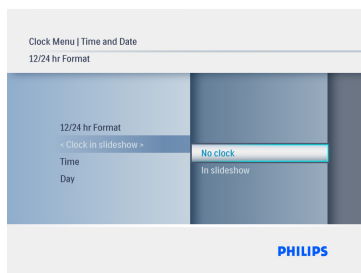 Clock Menu | Time and Date
12/24 hr Format
12/24 hr Format
< Clock in slideshow >
Time
Day
No clock
In slideshow
PHILIPS